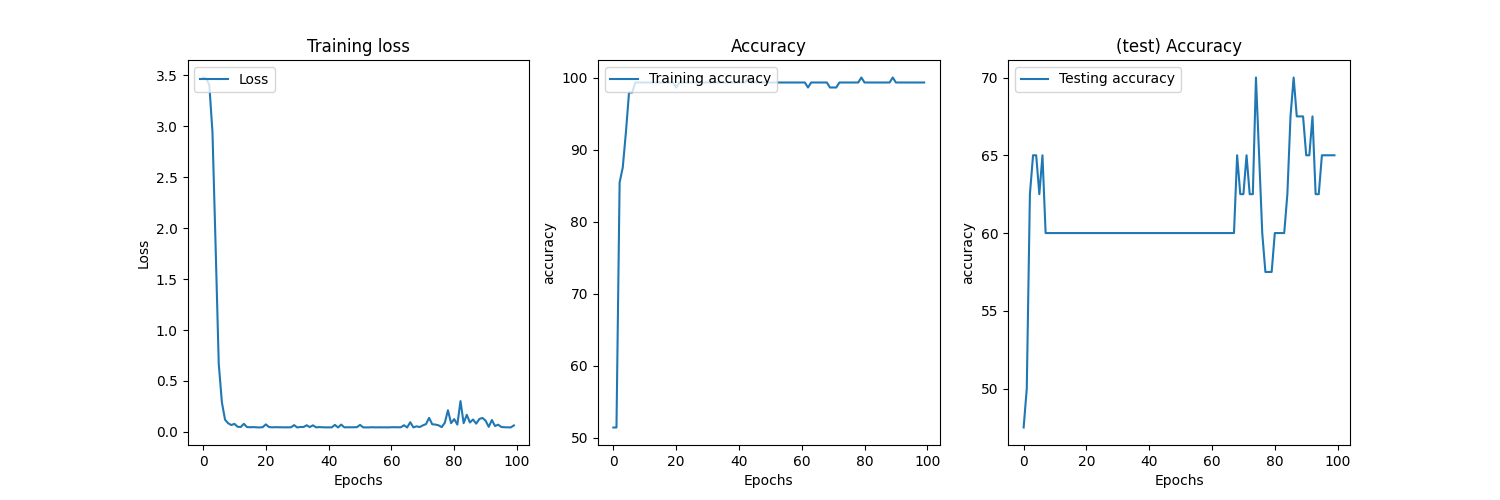 Training loss
Loss
3.5
3.0
2.5
2.0
1.5
1.0
0.5
0.0
Loss
0 20 40 60 80 100
Epochs
Accuracy
Training accuracy
100
90
80
70
60
50
accuracy
0 20 40 60 80 100
Epochs
(test) Accuracy
Testing accuracy
70
65
60
55
50
accuracy
0 20 40 60 80 100
Epochs